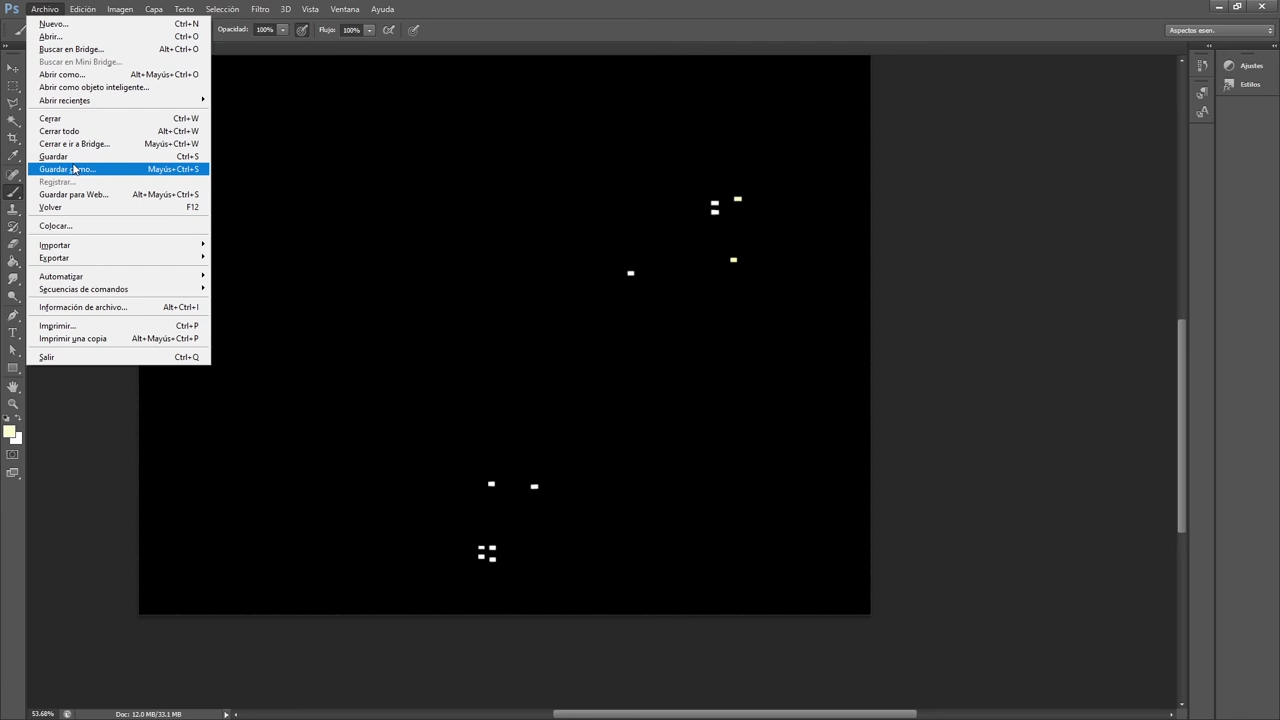 Ps Archivo Edición Imagen Capa Texto Selección Filtro 3D Vista Ventana Ayuda
Opacidad: 100% Flujo: 100% Aspectos esen.
Nuevo... Ctrl+N
Abrir... Ctrl+O
Buscar en Bridge... Alt+Ctrl+O
Buscar en Mini Bridge...
Abrir como... Alt+Mayús+Ctrl+O
Abrir como objeto inteligente...
Abrir recientes
Cerrar Ctrl+W
Cerrar todo Alt+Ctrl+W
Cerrar e ir a Bridge... Mayús+Ctrl+W
Guardar Ctrl+S
Guardar como... Mayús+Ctrl+S
Registrar...
Guardar para Web... Alt+Mayús+Ctrl+S
Volver F12
Colocar...
Importar
Exportar
Automatizar
Secuencias de comandos
Información de archivo... Alt+Ctrl+I
Imprimir... Ctrl+P
Imprimir una copia Alt+Mayús+Ctrl+P
Salir Ctrl+Q
Ajustes
Estilos
53.68% Doc: 12.0 MB/33.1 MB